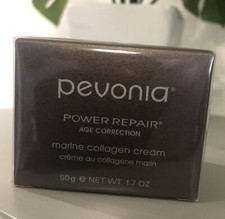 pevonia®
POWER REPAIR®
AGE CORRECTION
marine collagen cream
crème au collagène marin
50g ℮ NET WT. 1.7 OZ